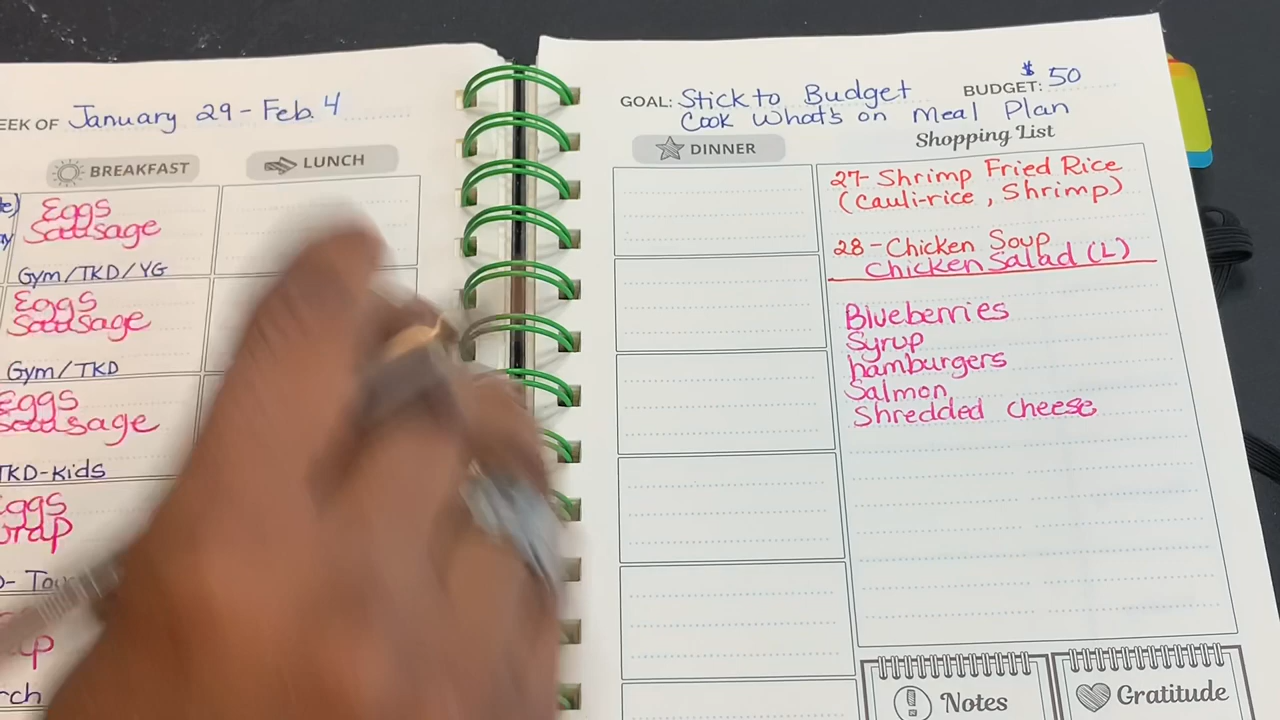 EEK OF January 29 - Feb. 4
BREAKFAST
LUNCH
Eggs
Sausage
Gym/TKD/YG
Eggs
Sausage
Gym/TKD
Eggs
Sausage
TKD-Kids
Eggs
GOAL: Stick to Budget
Cook What's on Meal Plan
BUDGET: $50
DINNER
Shopping List
27- Shrimp Fried Rice
(Cauli-rice, Shrimp)
28- Chicken Soup
Chicken Salad (L)
Blueberries
Syrup
hamburgers
Salmon
Shredded cheese
Notes
Gratitude